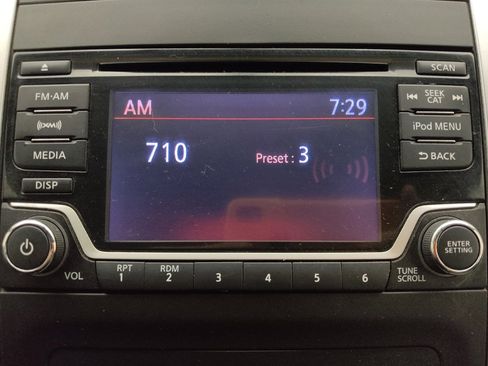 SCAN
FM·AM
XM
MEDIA
DISP
AM 7:29
710 Preset : 3
SEEK
CAT
iPod MENU
BACK
VOL
RPT
1
RDM
2
3
4
5
6
TUNE
SCROLL
ENTER
SETTING